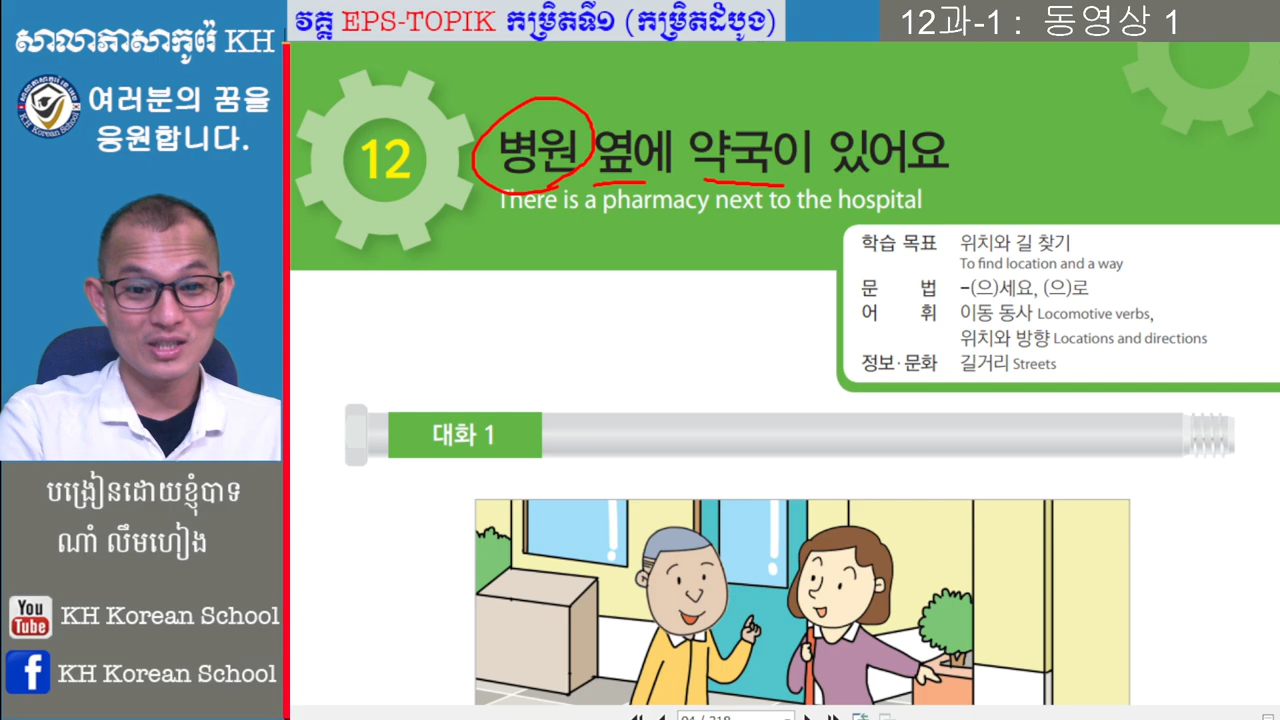 សាលាភាសាកូរ៉េ KH
여러분의 꿈을
응원합니다.
បង្រៀនដោយខ្ញុំបាទ
ណាំ លឹមហៀង
You Tube KH Korean School
f KH Korean School
វគ្គ EPS-TOPIK កម្រិតទី១ (កម្រិតដំបូង)
12과-1 : 동영상 1
12
병원 옆에 약국이 있어요
There is a pharmacy next to the hospital
학습 목표 위치와 길 찾기
To find location and a way
문 법 -(으)세요, (으)로
어 휘 이동 동사 Locomotive verbs,
위치와 방향 Locations and directions
정보·문화 길거리 Streets
대화 1